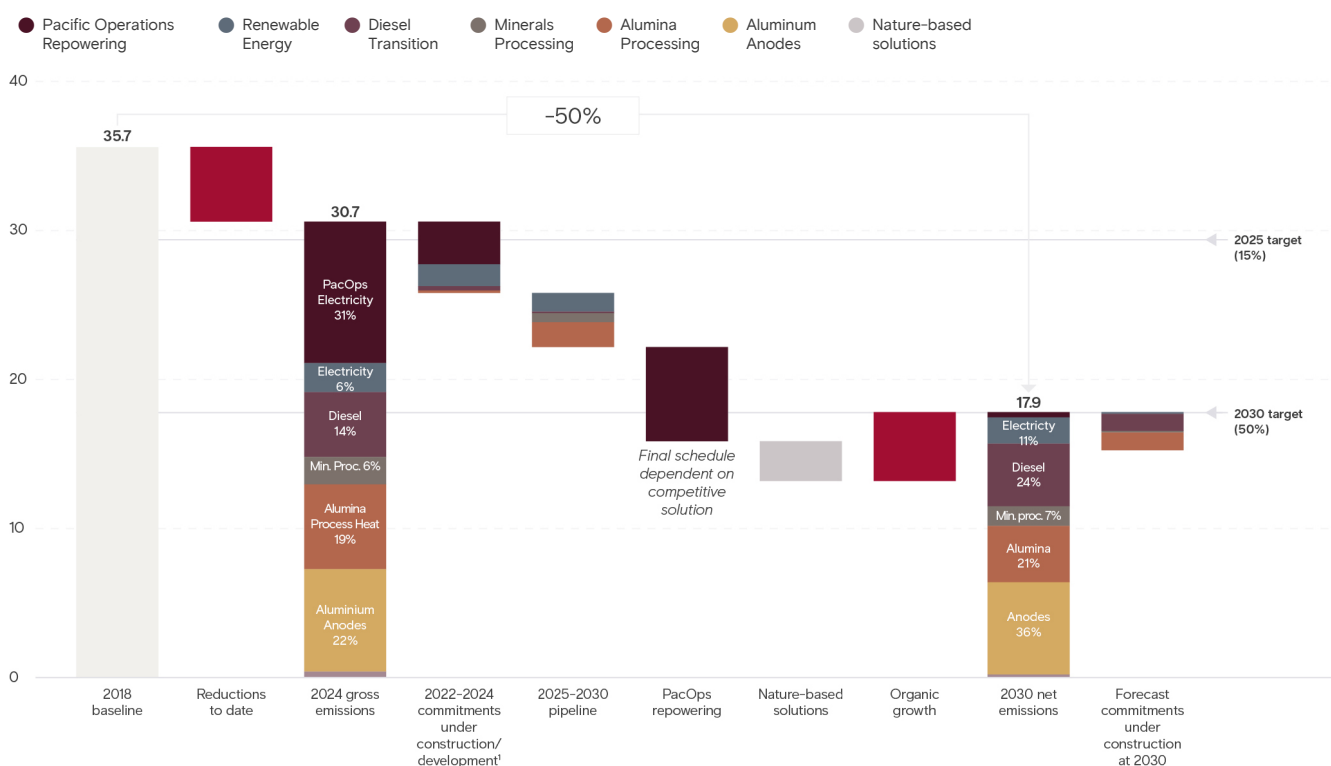 Pacific Operations
Repowering
Renewable
Energy
Diesel
Transition
Minerals
Processing
Alumina
Processing
Aluminum
Anodes
Nature-based
solutions
40
-50%
35.7
30.7
30
2025 target
(15%)
PacOps
Electricity
31%
20
Electricity
6%
17.9
2030 target
(50%)
Diesel
14%
Electricty
11%
Min. Proc. 6%
Final schedule
dependent on
competitive
solution
Diesel
24%
Alumina
Process Heat
19%
Min. proc. 7%
10
Alumina
21%
Aluminium
Anodes
22%
Anodes
36%
0
2018
baseline
Reductions
to date
2024 gross
emissions
2022-2024
commitments
under
construction/
development¹
2025-2030
pipeline
PacOps
repowering
Nature-based
solutions
Organic
growth
2030 net
emissions
Forecast
commitments
under
construction
at 2030